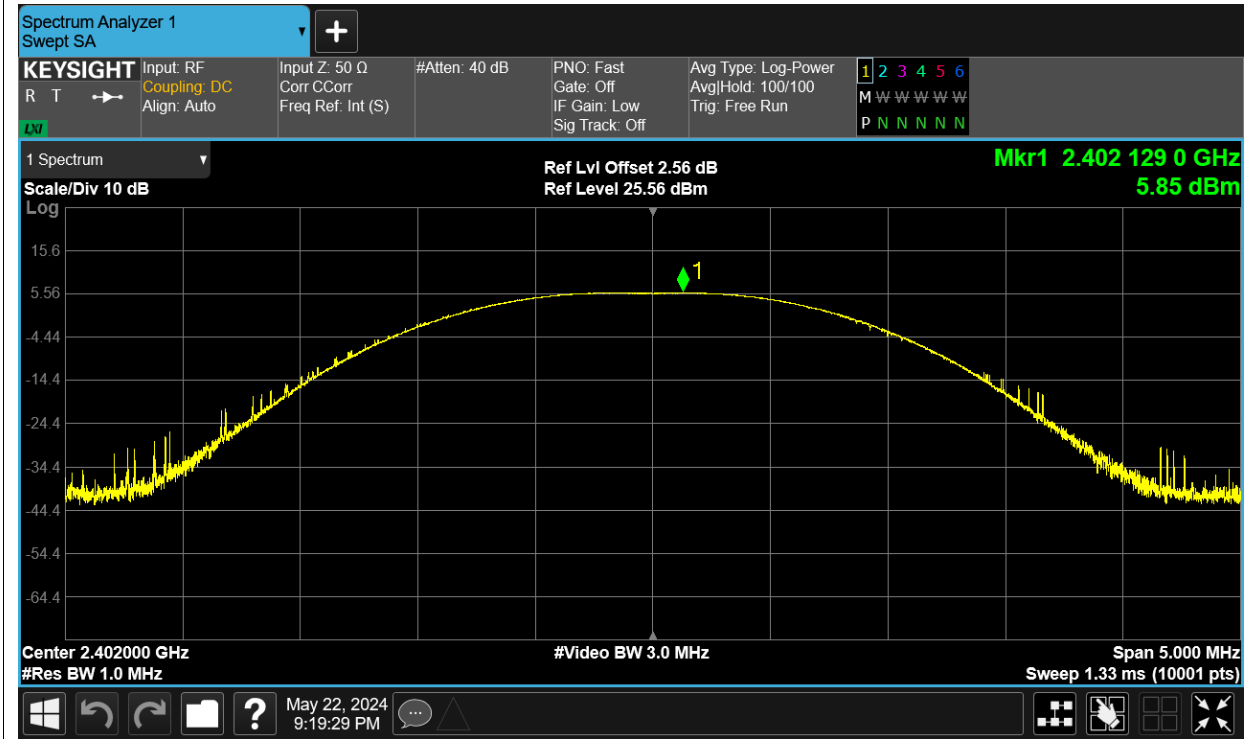 Spectrum Analyzer 1
Swept SA
KEYSIGHT
R T
LXI
Input: RF
Coupling: DC
Align: Auto
Input Z: 50 Ω
Corr CCorr
Freq Ref: Int (S)
#Atten: 40 dB
PNO: Fast
Gate: Off
IF Gain: Low
Sig Track: Off
Avg Type: Log-Power
Avg|Hold: 100/100
Trig: Free Run
1 2 3 4 5 6
M W W W W W
P N N N N N
1 Spectrum
Scale/Div 10 dB
Log
Ref Lvl Offset 2.56 dB
Ref Level 25.56 dBm
Mkr1 2.402 129 0 GHz
5.85 dBm
1
15.6
5.56
-4.44
-14.4
-24.4
-34.4
-44.4
-54.4
-64.4
Center 2.402000 GHz
#Res BW 1.0 MHz
#Video BW 3.0 MHz
Span 5.000 MHz
Sweep 1.33 ms (10001 pts)
?
May 22, 2024
9:19:29 PM